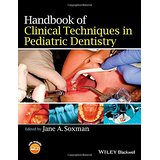 Handbook of
Clinical Techniques in
Pediatric Dentistry
Edited by Jane A. Soxman
WILEY Blackwell